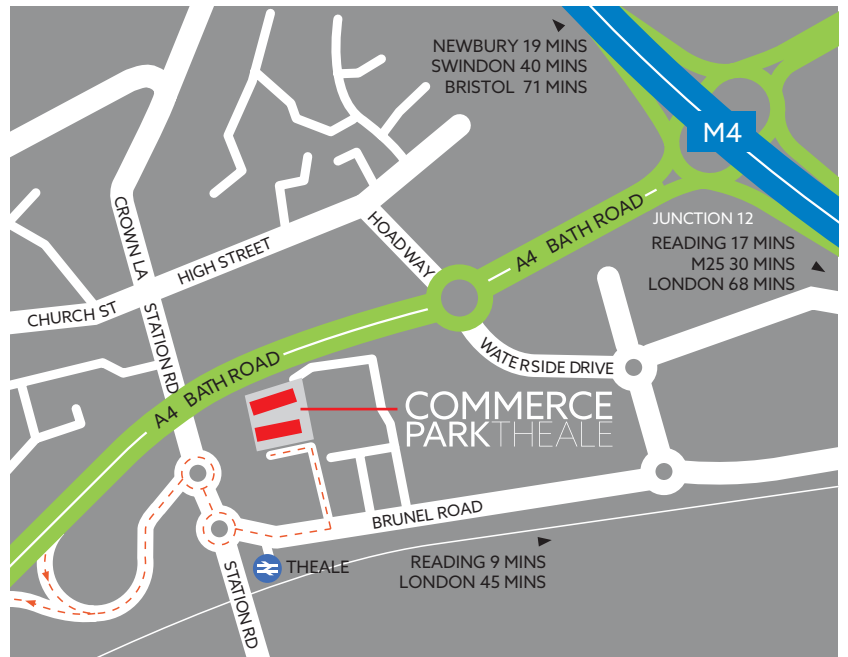 NEWBURY 19 MINS
SWINDON 40 MINS
BRISTOL 71 MINS
M4
JUNCTION 12
READING 17 MINS
M25 30 MINS
LONDON 68 MINS
A4 BATH ROAD
HOADWAY
CROWN LA
HIGH STREET
CHURCH ST
STATION RD
WATERSIDE DRIVE
A4 BATH ROAD
COMMERCE
PARKTHEALE
BRUNEL ROAD
THEALE
READING 9 MINS
LONDON 45 MINS
STATION RD